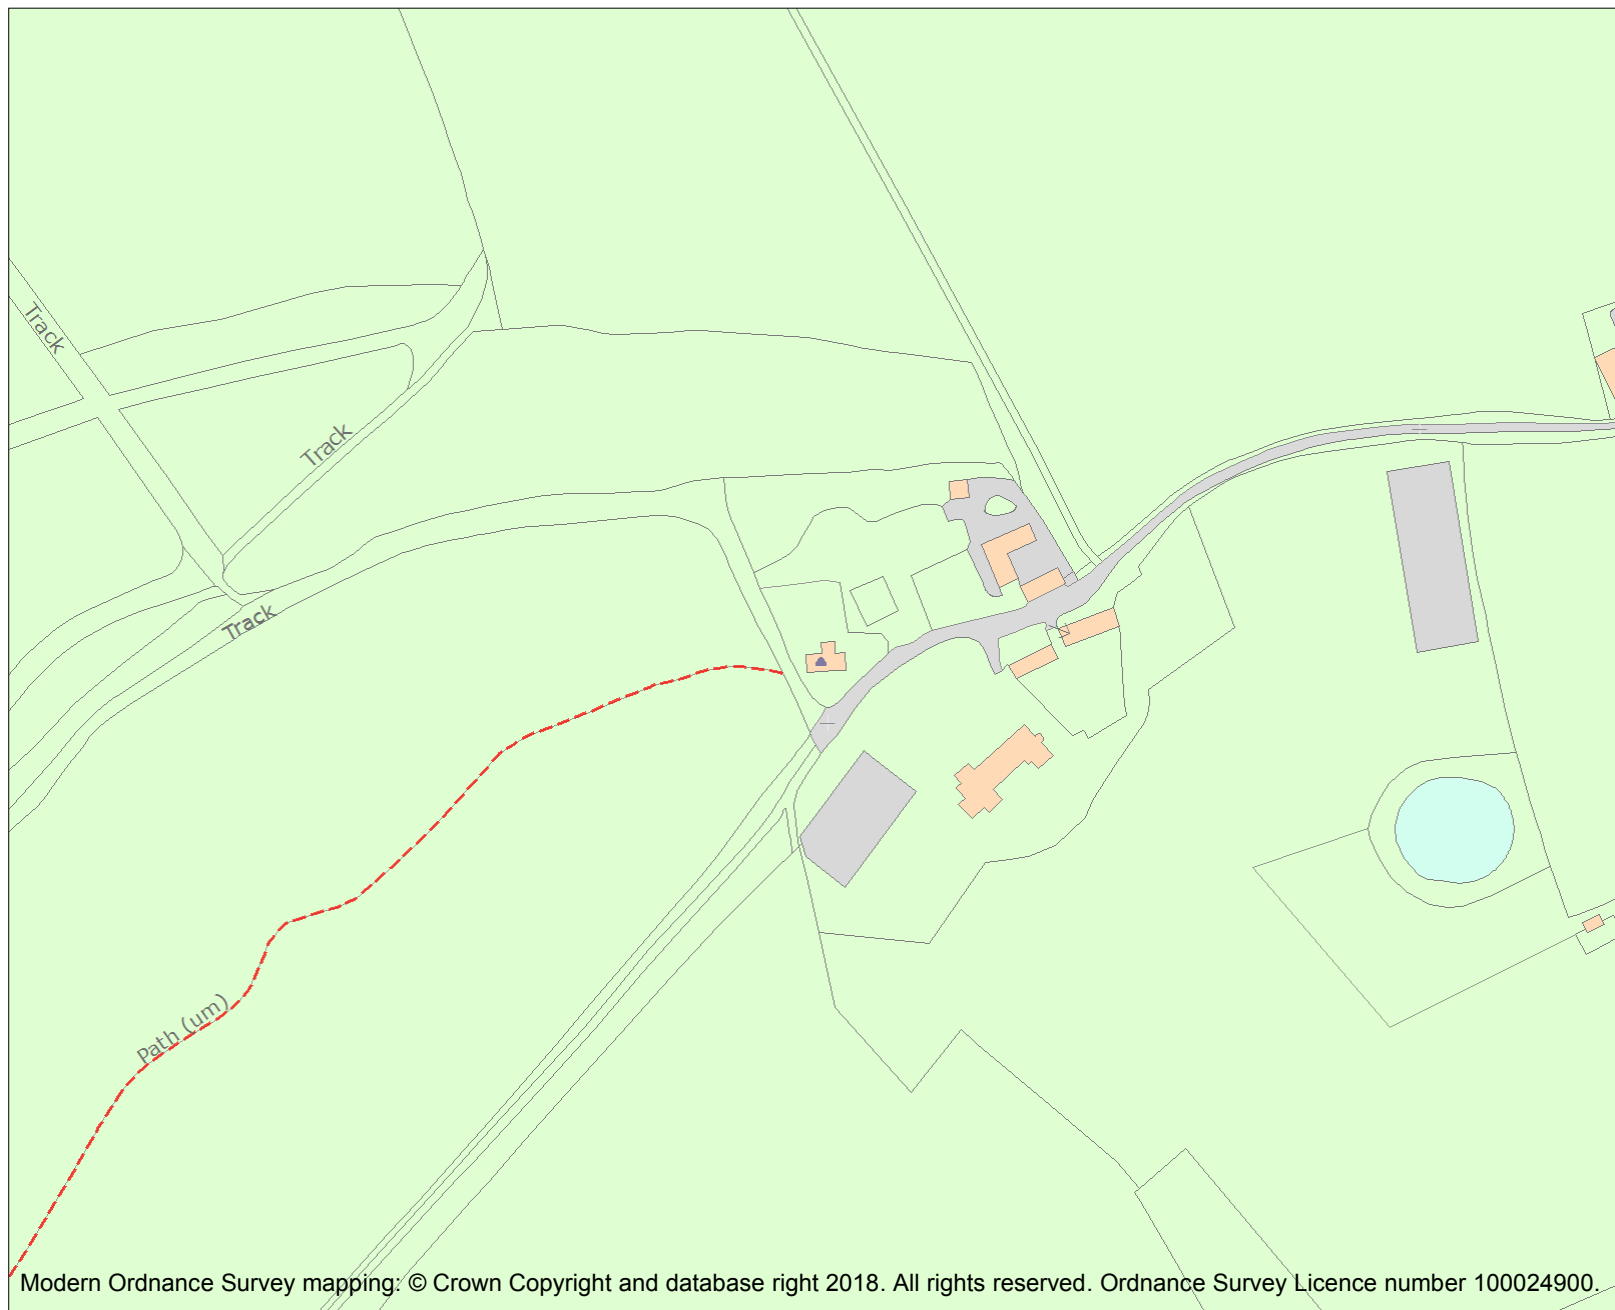 Track
Track
Track
Path (um)
Modern Ordnance Survey mapping: © Crown Copyright and database right 2018. All rights reserved. Ordnance Survey Licence number 100024900.